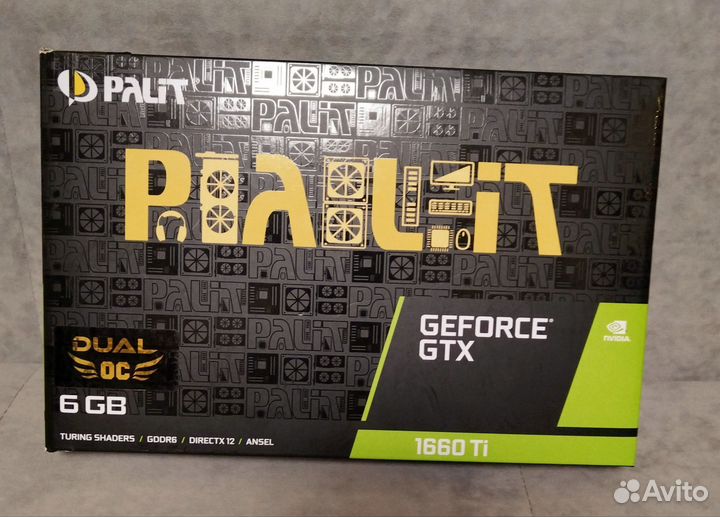 PALIT
PALIT
GEFORCE®
GTX
NVIDIA
DUAL
OC
6 GB
TURING SHADERS / GDDR6 / DIRECTX 12 / ANSEL
1660 Ti
Avito